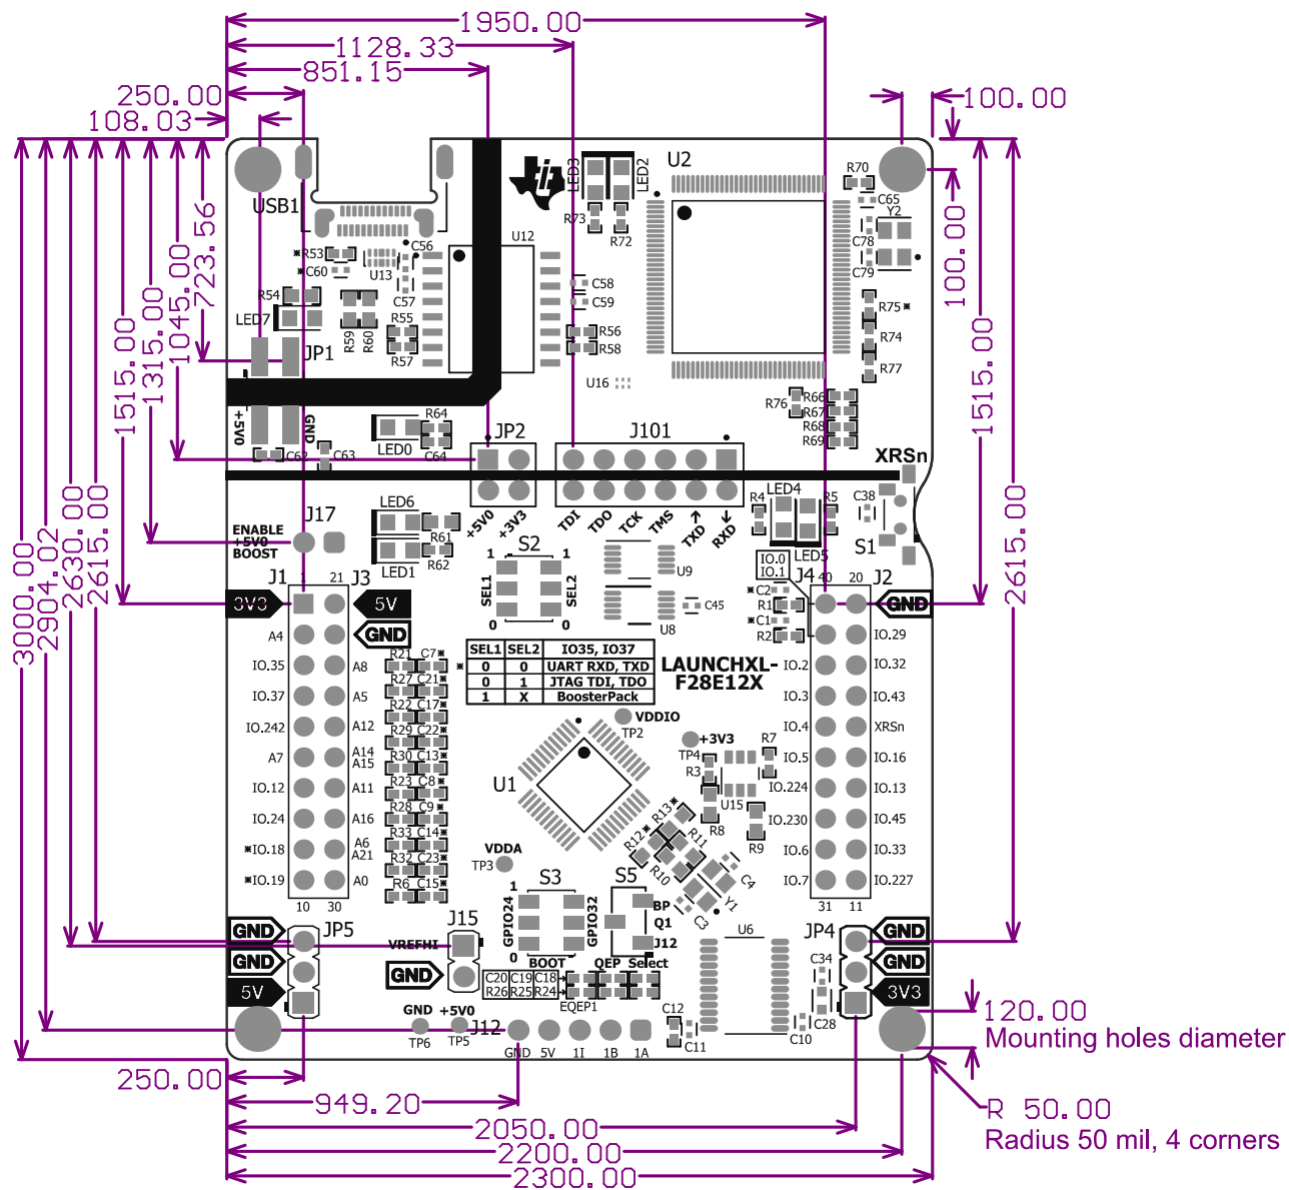 1950.00
1128.33
851.15
250.00
108.03
100.00
3000.00
2904.02
2630.00
2615.00
1515.00
1315.00
1045.00
723.56
100.00
1515.00
2615.00
USB1
LED3
LED2
U2
R70
C65
Y2
R73
R72
C78
C79
*R53
*C60
U13
C56
C57
U12
C58
C59
R54
LED7
R59
R60
R55
R57
R56
R58
R75*
R74
R77
JP1
U16
R76
R66
R67
R68
R69
+5V0
GND
C62
C63
LED0
R64
C64
JP2
J101
XRSn
LED6
R61
LED1
R62
+5V0
+3V3
TDI
TDO
TCK
TMS
TXD
RXD
R4
LED4
LED5
R5
C38
S1
J17
ENABLE
+5V0
BOOST
S2
1
1
SEL1
SEL2
0
0
U9
U8
C45
IO.0
IO.1
*C2
R1
*C1
R2
J1
1
21
J3
J4
40
20
J2
3V3
5V
GND
GND
A4
IO.35
IO.37
IO.242
A7
IO.12
IO.24
*IO.18
*IO.19
A8
A5
A12
A14
A15
A11
A16
A6
A21
A0
10
30
R21
C7*
R27
C21*
R22
C17*
R29
C22*
R30
C13*
R23
C8*
R28
C9*
R33
C14*
R32
C23*
R6
C15*
*
SEL1 SEL2 IO35, IO37
0 0 UART RXD, TXD
0 1 JTAG TDI, TDO
1 X BoosterPack
LAUNCHXL-
F28E12X
VDDIO
TP2
+3V3
TP4
R3
R7
U15
R8
R9
U1
VDDA
TP3
R13*
R12*
R11
R10
C4
Y1
C3
IO.2
IO.3
IO.4
IO.5
IO.224
IO.230
IO.6
IO.7
IO.29
IO.32
IO.43
XRSn
IO.16
IO.13
IO.45
IO.33
IO.227
31
11
GND
GND
5V
JP5
J15
VREFHI
GND
S3
1
GPIO24
GPIO32
0
BOOT
S5
BP
Q1
J12
QEP
Select
C20 C19 C18
R26 R25 R24
EQEP1
U6
JP4
GND
GND
3V3
C34
C28
C10
C12
C11
GND
TP6
+5V0
TP5
J12
GND
5V
1I
1B
1A
120.00
Mounting holes diameter
R 50.00
Radius 50 mil, 4 corners
250.00
949.20
2050.00
2200.00
2300.00